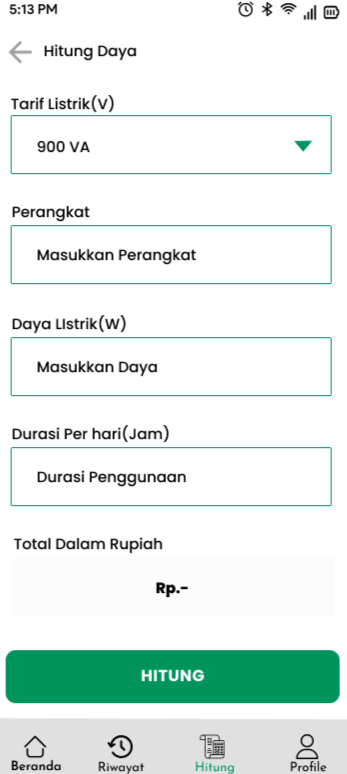 5:13 PM
Hitung Daya
Tarif Listrik(V)
900 VA
Perangkat
Masukkan Perangkat
Daya LIstrik(W)
Masukkan Daya
Durasi Per hari(Jam)
Durasi Penggunaan
Total Dalam Rupiah
Rp.-
HITUNG
Beranda Riwayat Hitung Profile